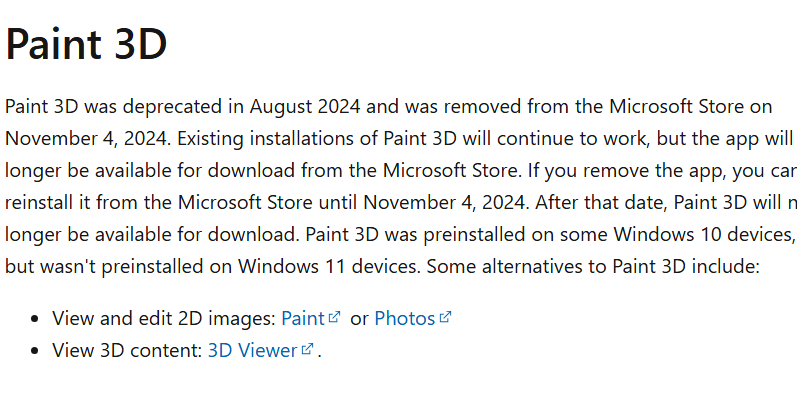 Paint 3D
Paint 3D was deprecated in August 2024 and was removed from the Microsoft Store on
November 4, 2024. Existing installations of Paint 3D will continue to work, but the app will
longer be available for download from the Microsoft Store. If you remove the app, you can
reinstall it from the Microsoft Store until November 4, 2024. After that date, Paint 3D will
longer be available for download. Paint 3D was preinstalled on some Windows 10 devices,
but wasn't preinstalled on Windows 11 devices. Some alternatives to Paint 3D include:
• View and edit 2D images: Paint or Photos
• View 3D content: 3D Viewer.